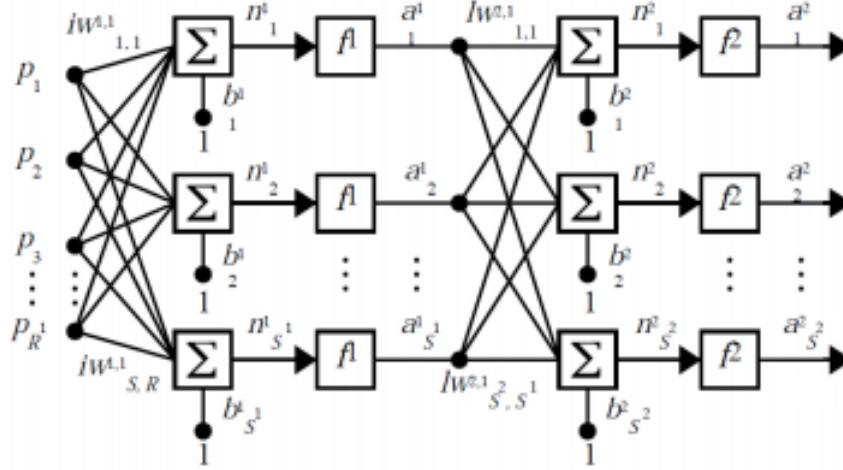 iw¹,¹ 1,1 n¹ 1 a¹ 1 lw²,¹ 1,1 n² 1 a² 1
Σ f¹ Σ f²
p₁
b¹ 1 b² 1
1 1
p₂
n¹ 2 a¹ 2 n² 2 a² 2
Σ f¹ Σ f²
p₃
b¹ 2 b² 2
1 1
p R¹
n¹ S¹ a¹ S¹ n² S² a² S²
Σ f¹ Σ f²
iw¹,¹ S, R lw²,¹ S², S¹
b¹ S¹ b² S²
1 1